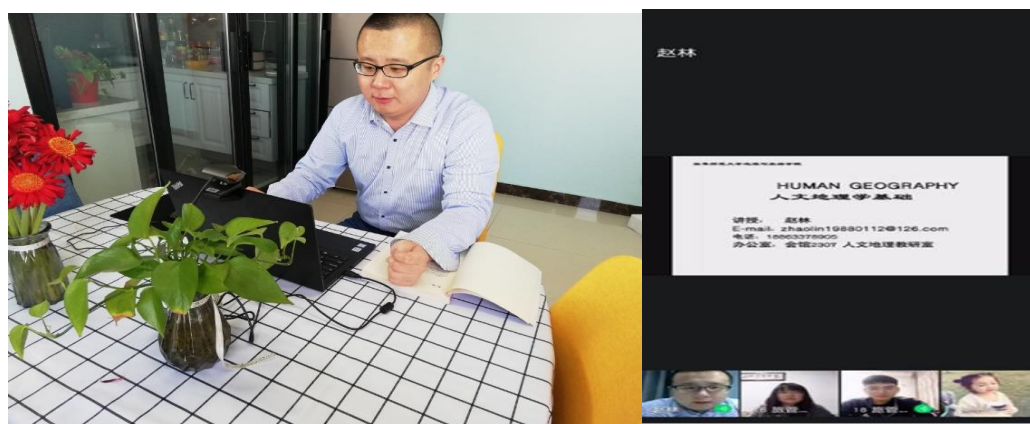 赵林
HUMAN GEOGRAPHY
人文地理学基础
讲授： 赵林
E-mail: zhaolin19880112@126.com
办公室：会馆2307 人文地理教研室